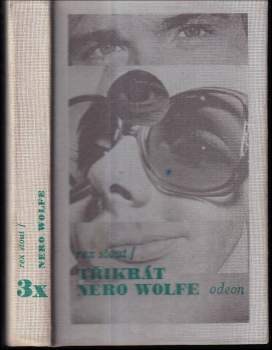 rex stout /
NERO WOLFE
3x
rex stout /
TŘIKRÁT
NERO WOLFE odeon